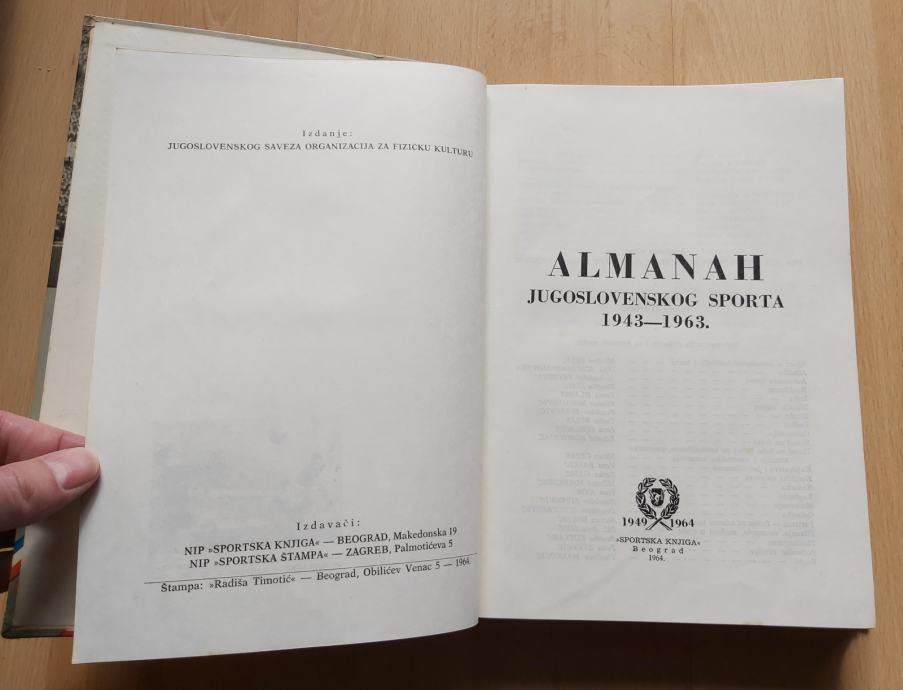 Izdanje:
JUGOSLOVENSKOG SAVEZA ORGANIZACIJA ZA FIZIČKU KULTURU
Izdavači:
NIP »SPORTSKA KNJIGA« — BEOGRAD, Makedonska 19
NIP »SPORTSKA ŠTAMPA« — ZAGREB, Palmotićeva 5
Štampa: »Radiša Timotić« — Beograd, Obilićev Venac 5 — 1964.
ALMANAH
JUGOSLOVENSKOG SPORTA
1943—1963.
1949 1964
»SPORTSKA KNJIGA«
Beograd
1964.